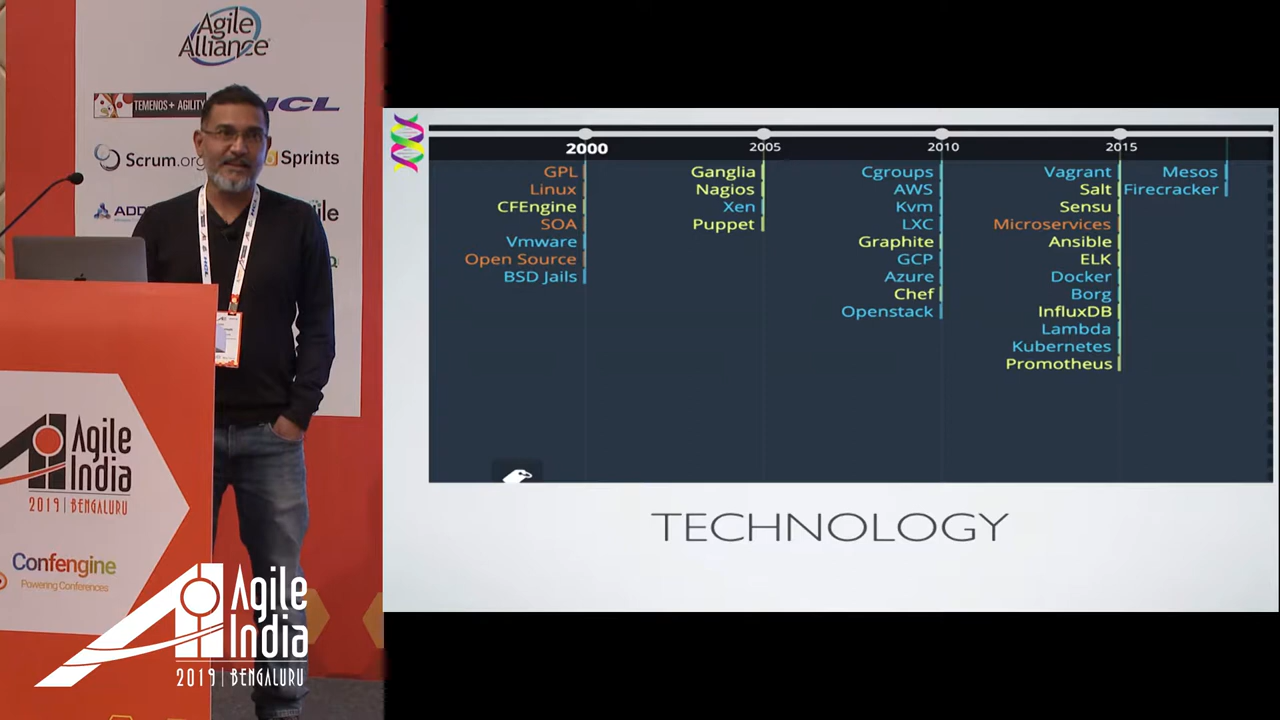 Agile
Alliance
TEMENOS + AGILITY
HCL
Scrum.org
Sprints
ADD
Agile
India
2019 | BENGALURU
Confengine
Powering Conferences
Agile
India
2019 | BENGALURU
2000
2005
2010
2015
GPL
Linux
CFEngine
SOA
Vmware
Open Source
BSD Jails
Ganglia
Nagios
Xen
Puppet
Cgroups
AWS
Kvm
LXC
Graphite
GCP
Azure
Chef
Openstack
Vagrant
Salt
Sensu
Microservices
Ansible
ELK
Docker
Borg
InfluxDB
Lambda
Kubernetes
Promotheus
Mesos
Firecracker
TECHNOLOGY